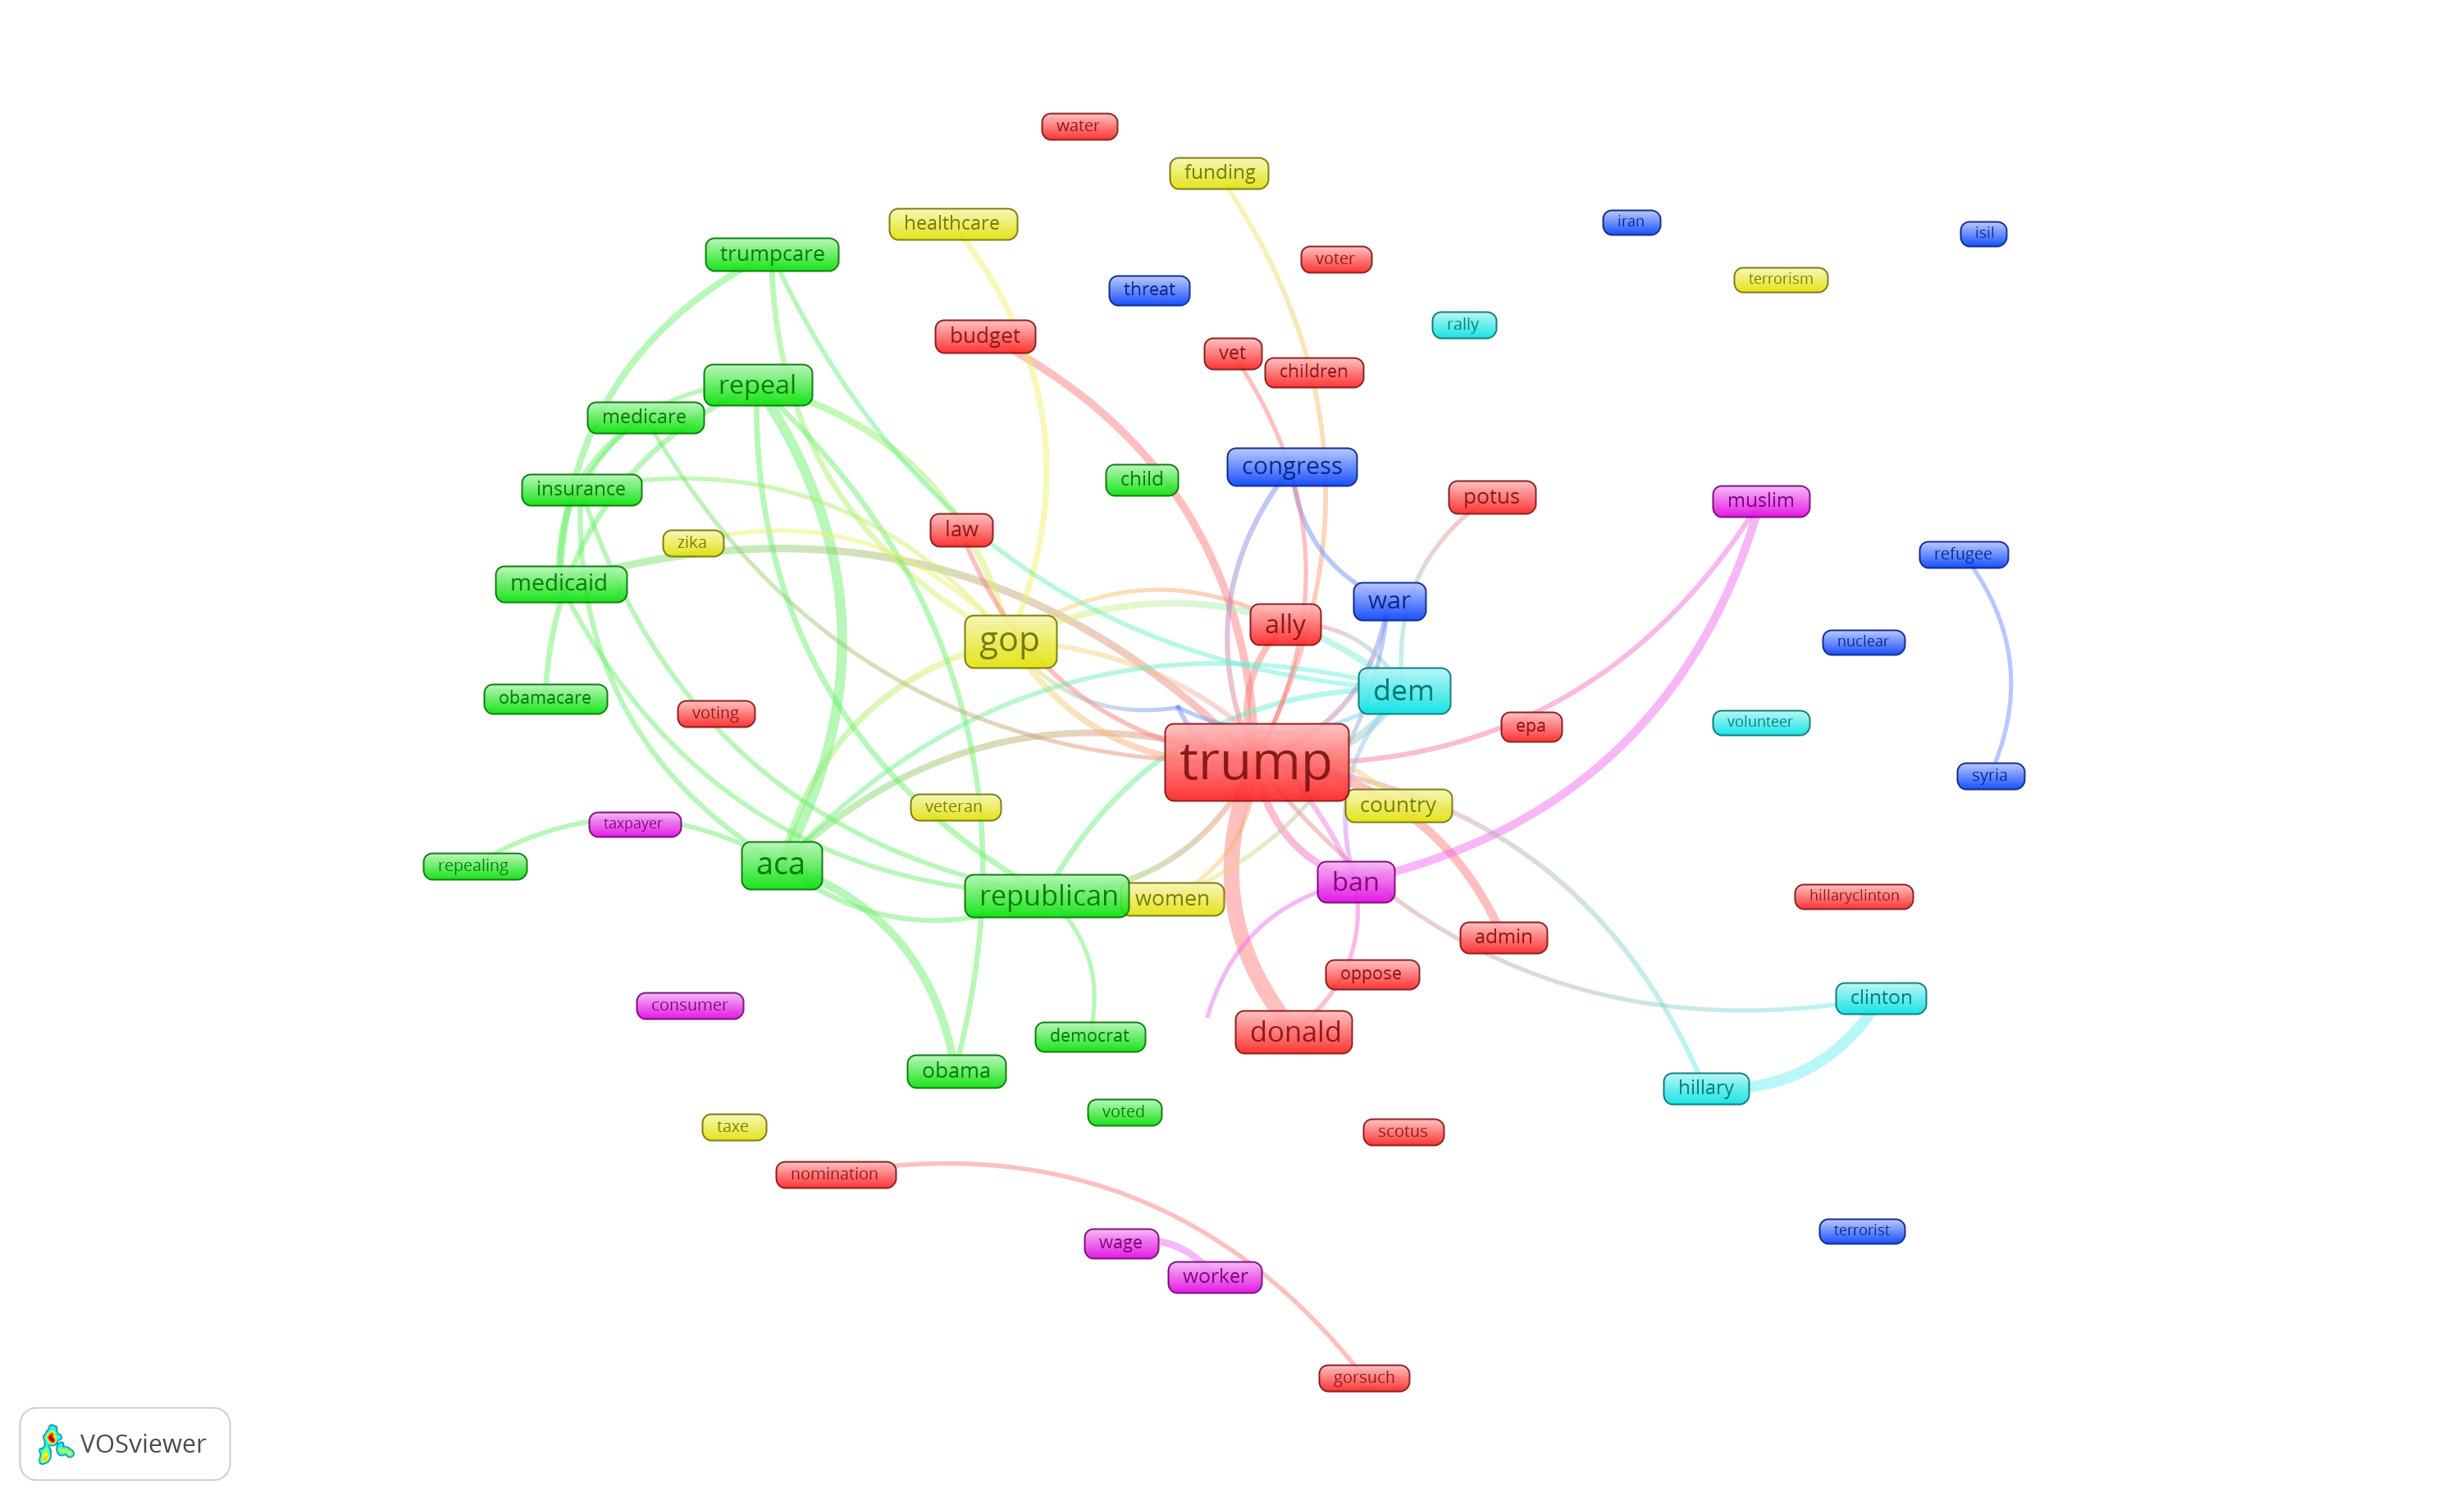 water
funding
healthcare
iran
isil
trumpcare
voter
terrorism
threat
rally
budget
vet
children
repeal
medicare
congress
child
insurance
potus
muslim
law
zika
refugee
medicaid
war
ally
gop
nuclear
dem
obamacare
voting
volunteer
epa
trump
syria
country
veteran
taxpayer
aca
repealing
ban
republican
women
hillaryclinton
admin
oppose
clinton
consumer
donald
democrat
obama
hillary
voted
taxe
scotus
nomination
terrorist
wage
worker
gorsuch
VOSviewer